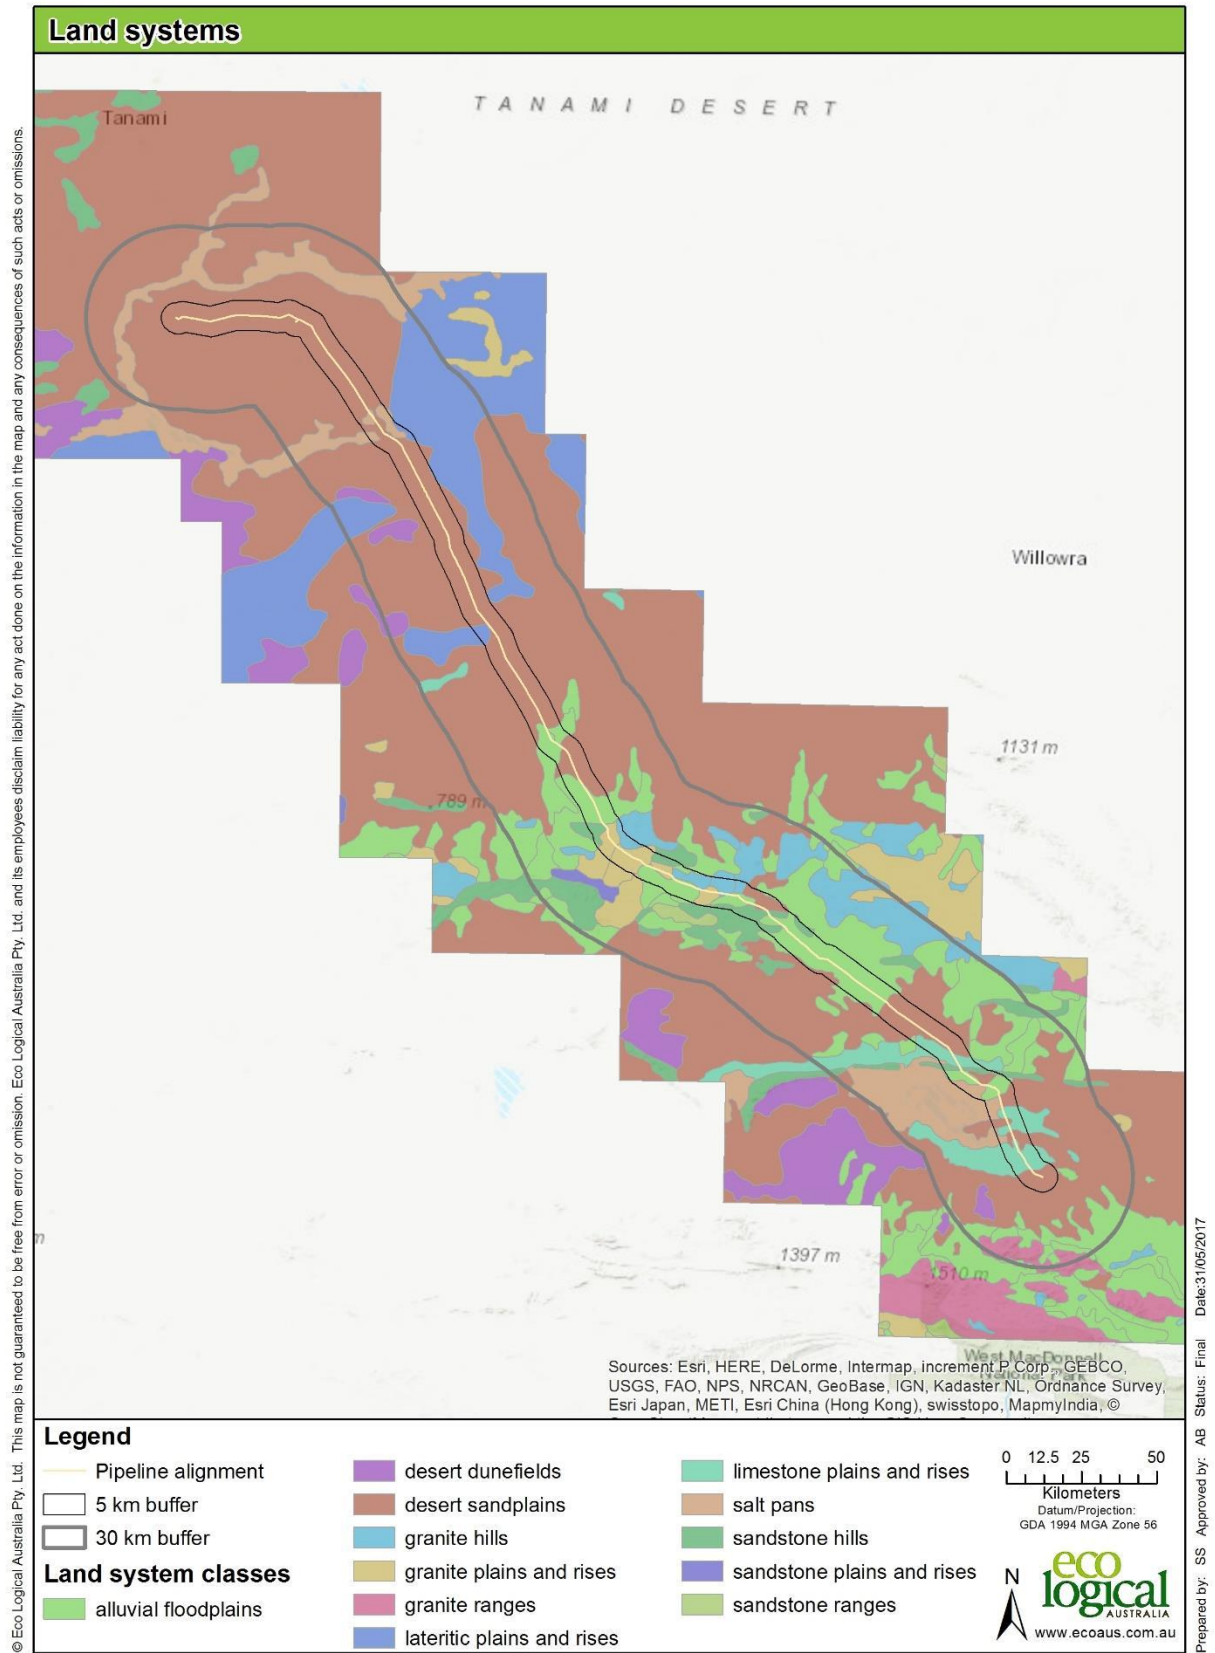 Land systems
TANAMI DESERT
Tanami
Willowra
1131 m
789 m
m
1397 m
1510 m
West MacDonnell
National Park
Sources: Esri, HERE, DeLorme, Intermap, increment P Corp., GEBCO,
USGS, FAO, NPS, NRCAN, GeoBase, IGN, Kadaster NL, Ordnance Survey,
Esri Japan, METI, Esri China (Hong Kong), swisstopo, MapmyIndia, ©
Legend
Pipeline alignment
5 km buffer
30 km buffer
Land system classes
alluvial floodplains
desert dunefields
desert sandplains
granite hills
granite plains and rises
granite ranges
lateritic plains and rises
limestone plains and rises
salt pans
sandstone hills
sandstone plains and rises
sandstone ranges
0 12.5 25 50
Kilometers
Datum/Projection:
GDA 1994 MGA Zone 56
N
eco
logical
AUSTRALIA
www.ecoaus.com.au
© Eco Logical Australia Pty. Ltd. This map is not guaranteed to be free from error or omission. Eco Logical Australia Pty. Ltd. and its employees disclaim liability for any act done on the information in the map and any consequences of such acts or omissions.
Prepared by: SS Approved by: AB Status: Final Date:31/05/2017